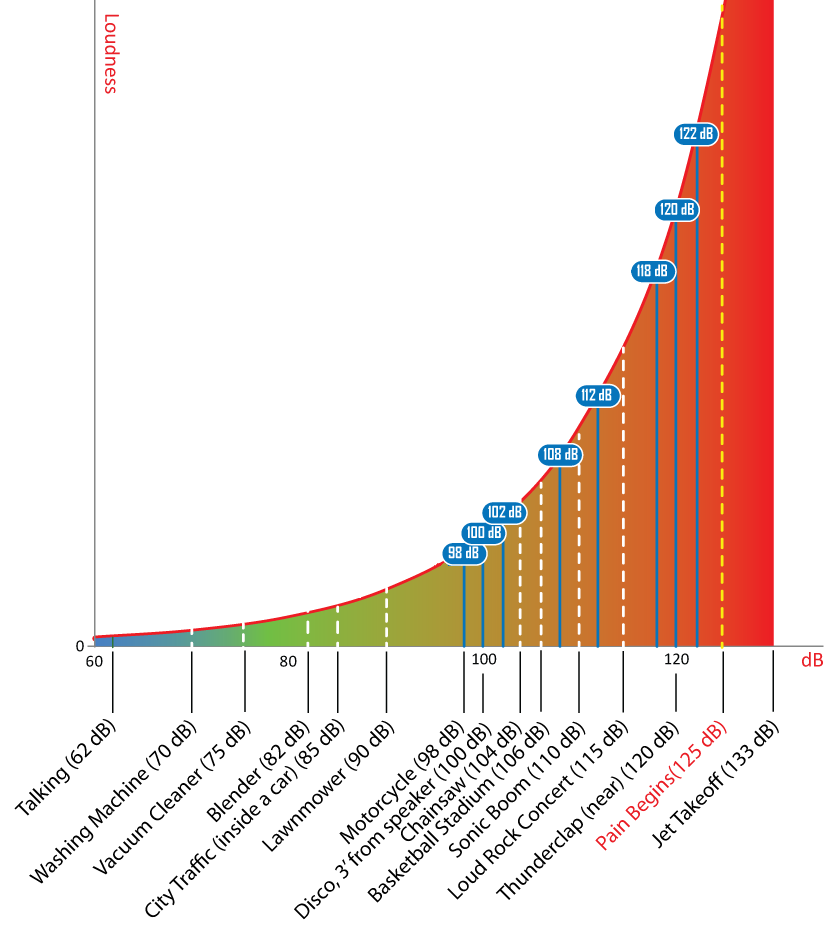 Loudness
122 dB
120 dB
118 dB
112 dB
108 dB
102 dB
100 dB
98 dB
0
60
80
100
120
dB
Talking (62 dB)
Washing Machine (70 dB)
Vacuum Cleaner (75 dB)
Blender (82 dB)
City Traffic (inside a car) (85 dB)
Lawnmower (90 dB)
Motorcycle (98 dB)
Disco, 3’ from speaker (100 dB)
Chainsaw (104 dB)
Basketball Stadium (106 dB)
Sonic Boom (110 dB)
Loud Rock Concert (115 dB)
Thunderclap (near) (120 dB)
Pain Begins(125 dB)
Jet Takeoff (133 dB)